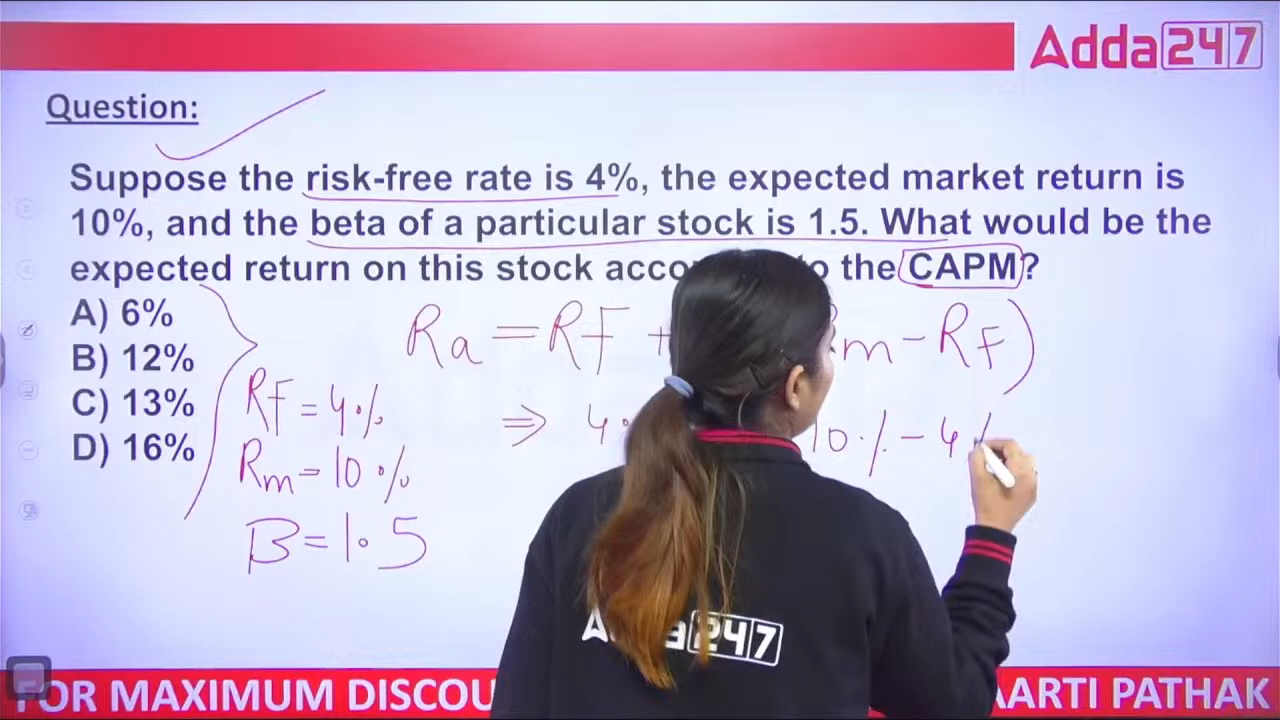 Adda247
Question:
Suppose the risk-free rate is 4%, the expected market return is
10%, and the beta of a particular stock is 1.5. What would be the
expected return on this stock acco o the CAPM?
A) 6%
B) 12%
C) 13%
D) 16%
Ra = RF + m - RF)
RF = 4%
Rm = 10%
B = 1.5
⇒ 4 10% - 4%
Adda247
FOR MAXIMUM DISCOU AARTI PATHAK